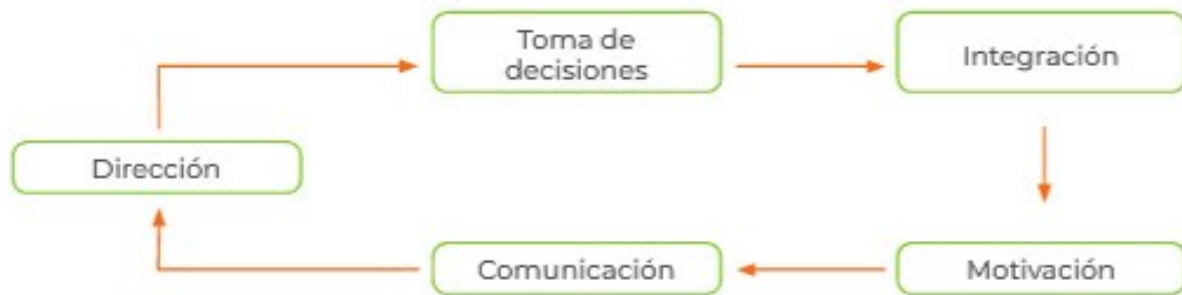 Toma de
decisiones
Integración
Dirección
Comunicación
Motivación